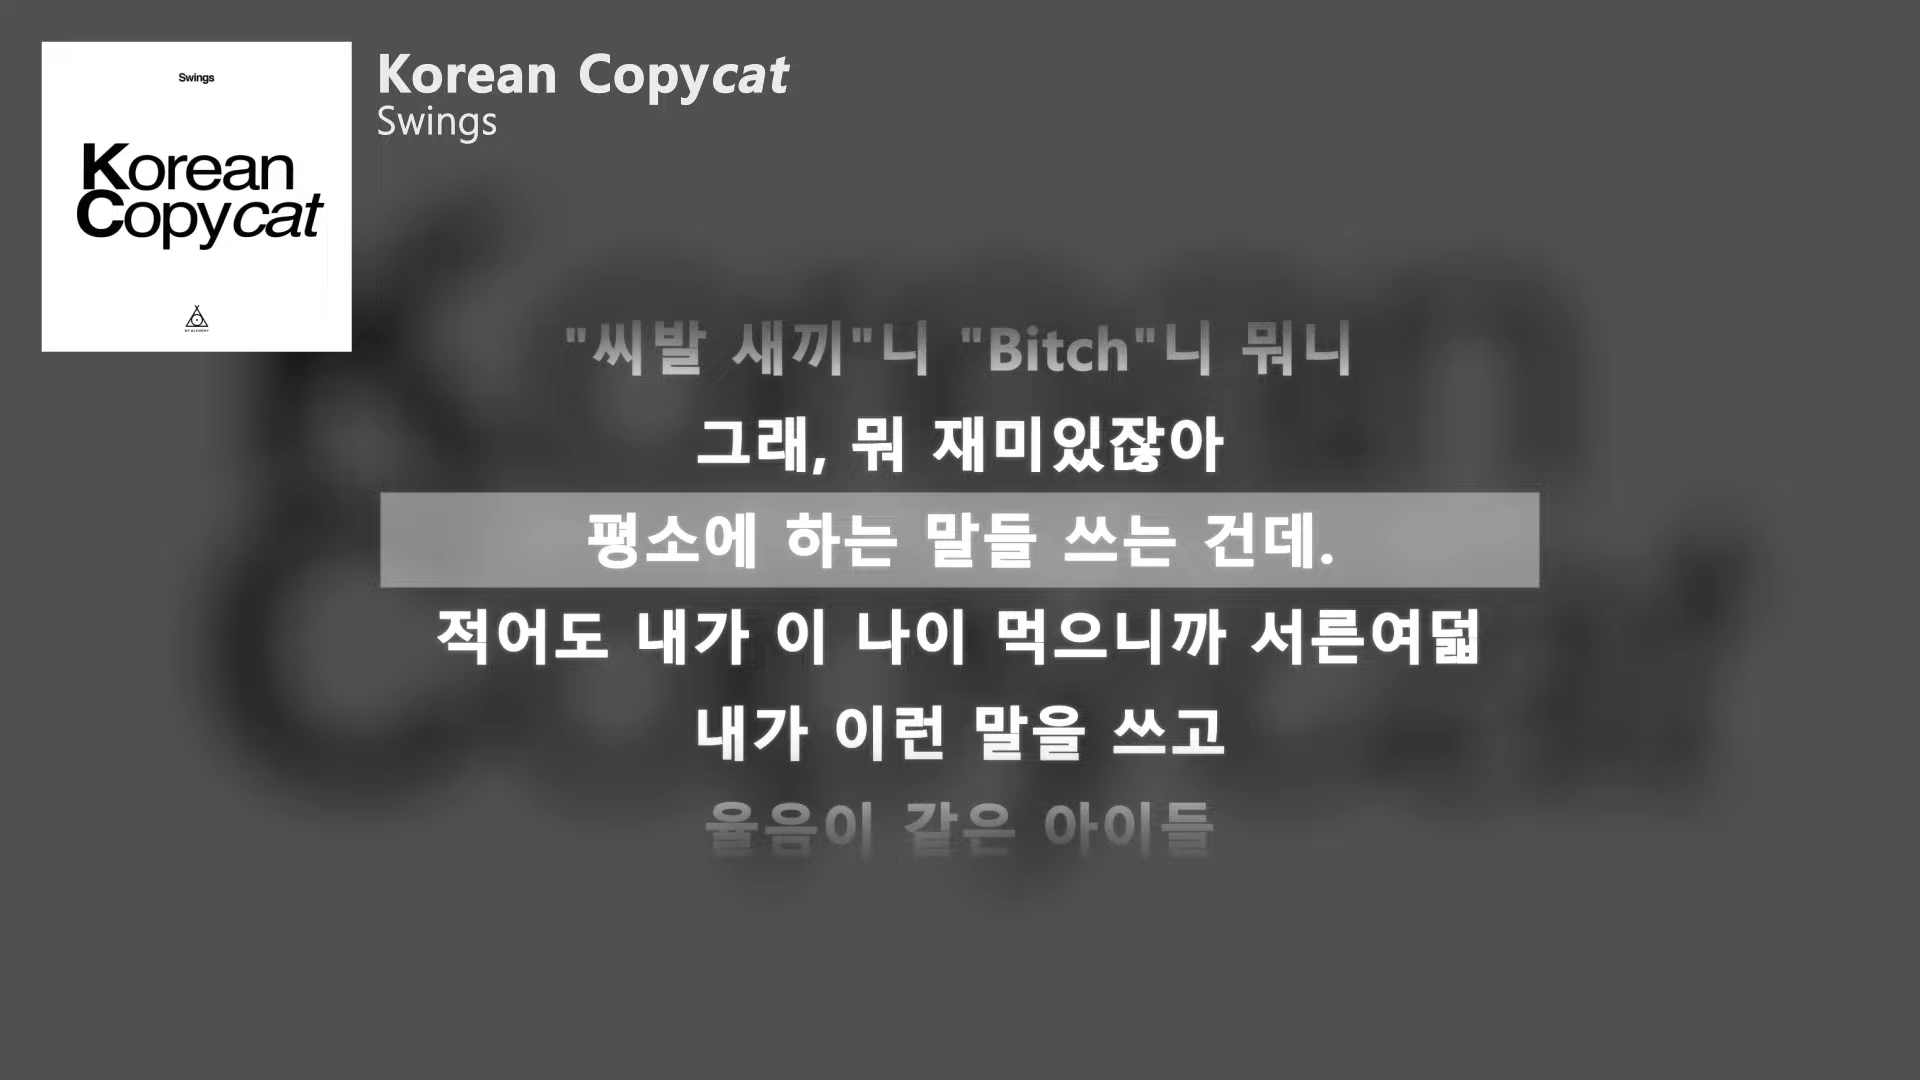 Swings
Korean
Copycat
Korean Copycat
Swings
"씨발 새끼"니 "Bitch"니 뭐니
그래, 뭐 재미있잖아
평소에 하는 말들 쓰는 건데.
적어도 내가 이 나이 먹으니까 서른여덟
내가 이런 말을 쓰고
율음이 같은 아이들